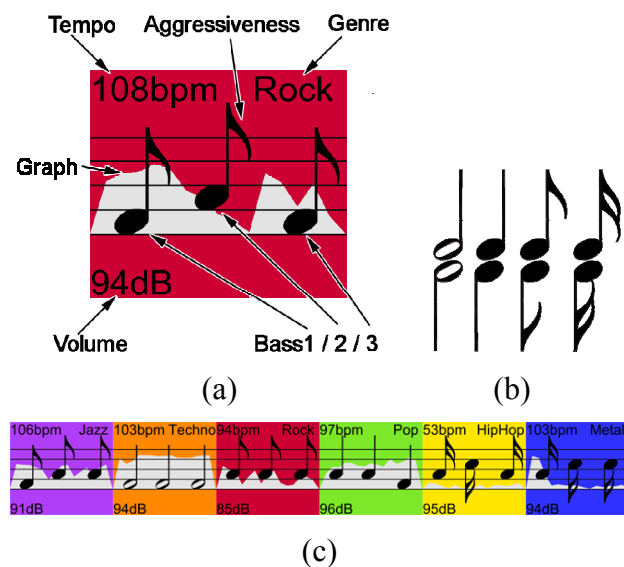 Tempo Aggressiveness Genre
108bpm Rock
Graph
94dB
Volume Bass1 / 2 / 3
(a) (b)
106bpm Jazz 103bpm Techno 94bpm Rock 97bpm Pop 53bpm HipHop 103bpm Metal
91dB 94dB 85dB 96dB 95dB 94dB
(c)